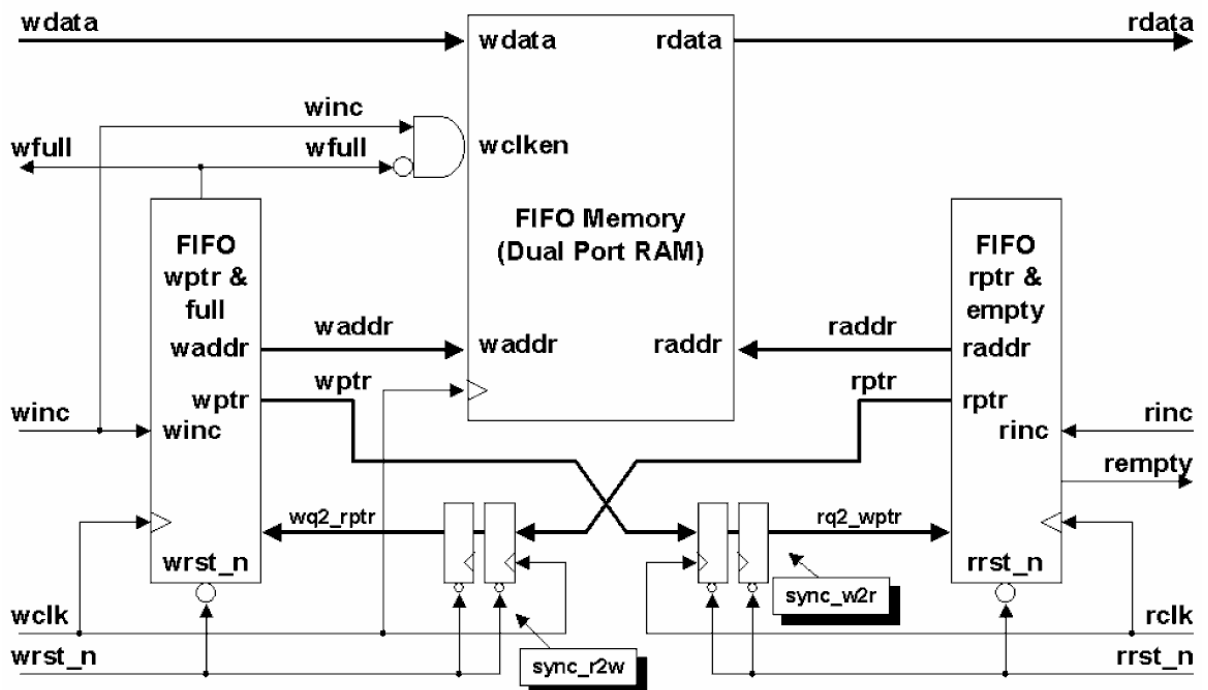 wdata
wdata
rdata
rdata
winc
wfull
wfull
wclken
FIFO Memory
(Dual Port RAM)
FIFO
wptr &
full
FIFO
rptr &
empty
waddr
waddr
waddr
raddr
raddr
raddr
wptr
wptr
rptr
rptr
winc
winc
rinc
rinc
rempty
wq2_rptr
rq2_wptr
wrst_n
rrst_n
sync_w2r
wclk
rclk
wrst_n
sync_r2w
rrst_n